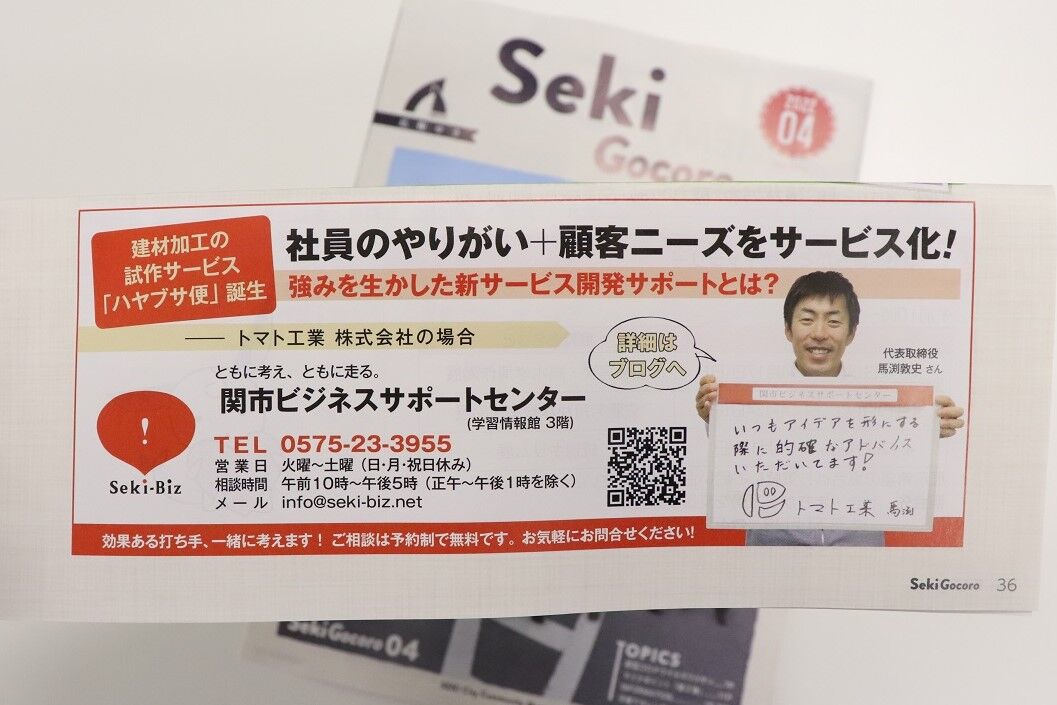 Seki
Gocoro
2022
04
建材加工の
試作サービス
「ハヤブサ便」誕生
社員のやりがい＋顧客ニーズをサービス化!
強みを生かした新サービス開発サポートとは?
―― トマト工業 株式会社の場合
詳細は
ブログへ
代表取締役
馬渕敦史 さん
ともに考え、ともに走る。
関市ビジネスサポートセンター
(学習情報館 3階)
TEL 0575-23-3955
営業日 火曜～土曜（日・月・祝日休み）
相談時間 午前10時～午後5時（正午～午後1時を除く）
メール info@seki-biz.net
!
Seki-Biz
関市ビジネスサポートセンター
いつもアイデアを形にする
際に的確なアドバイス
いただいてます!
トマト工業 馬渕
効果ある打ち手、一緒に考えます！ ご相談は予約制で無料です。お気軽にお問合せください!
Seki Gocoro 36
Seki Gocoro 04
TOPICS